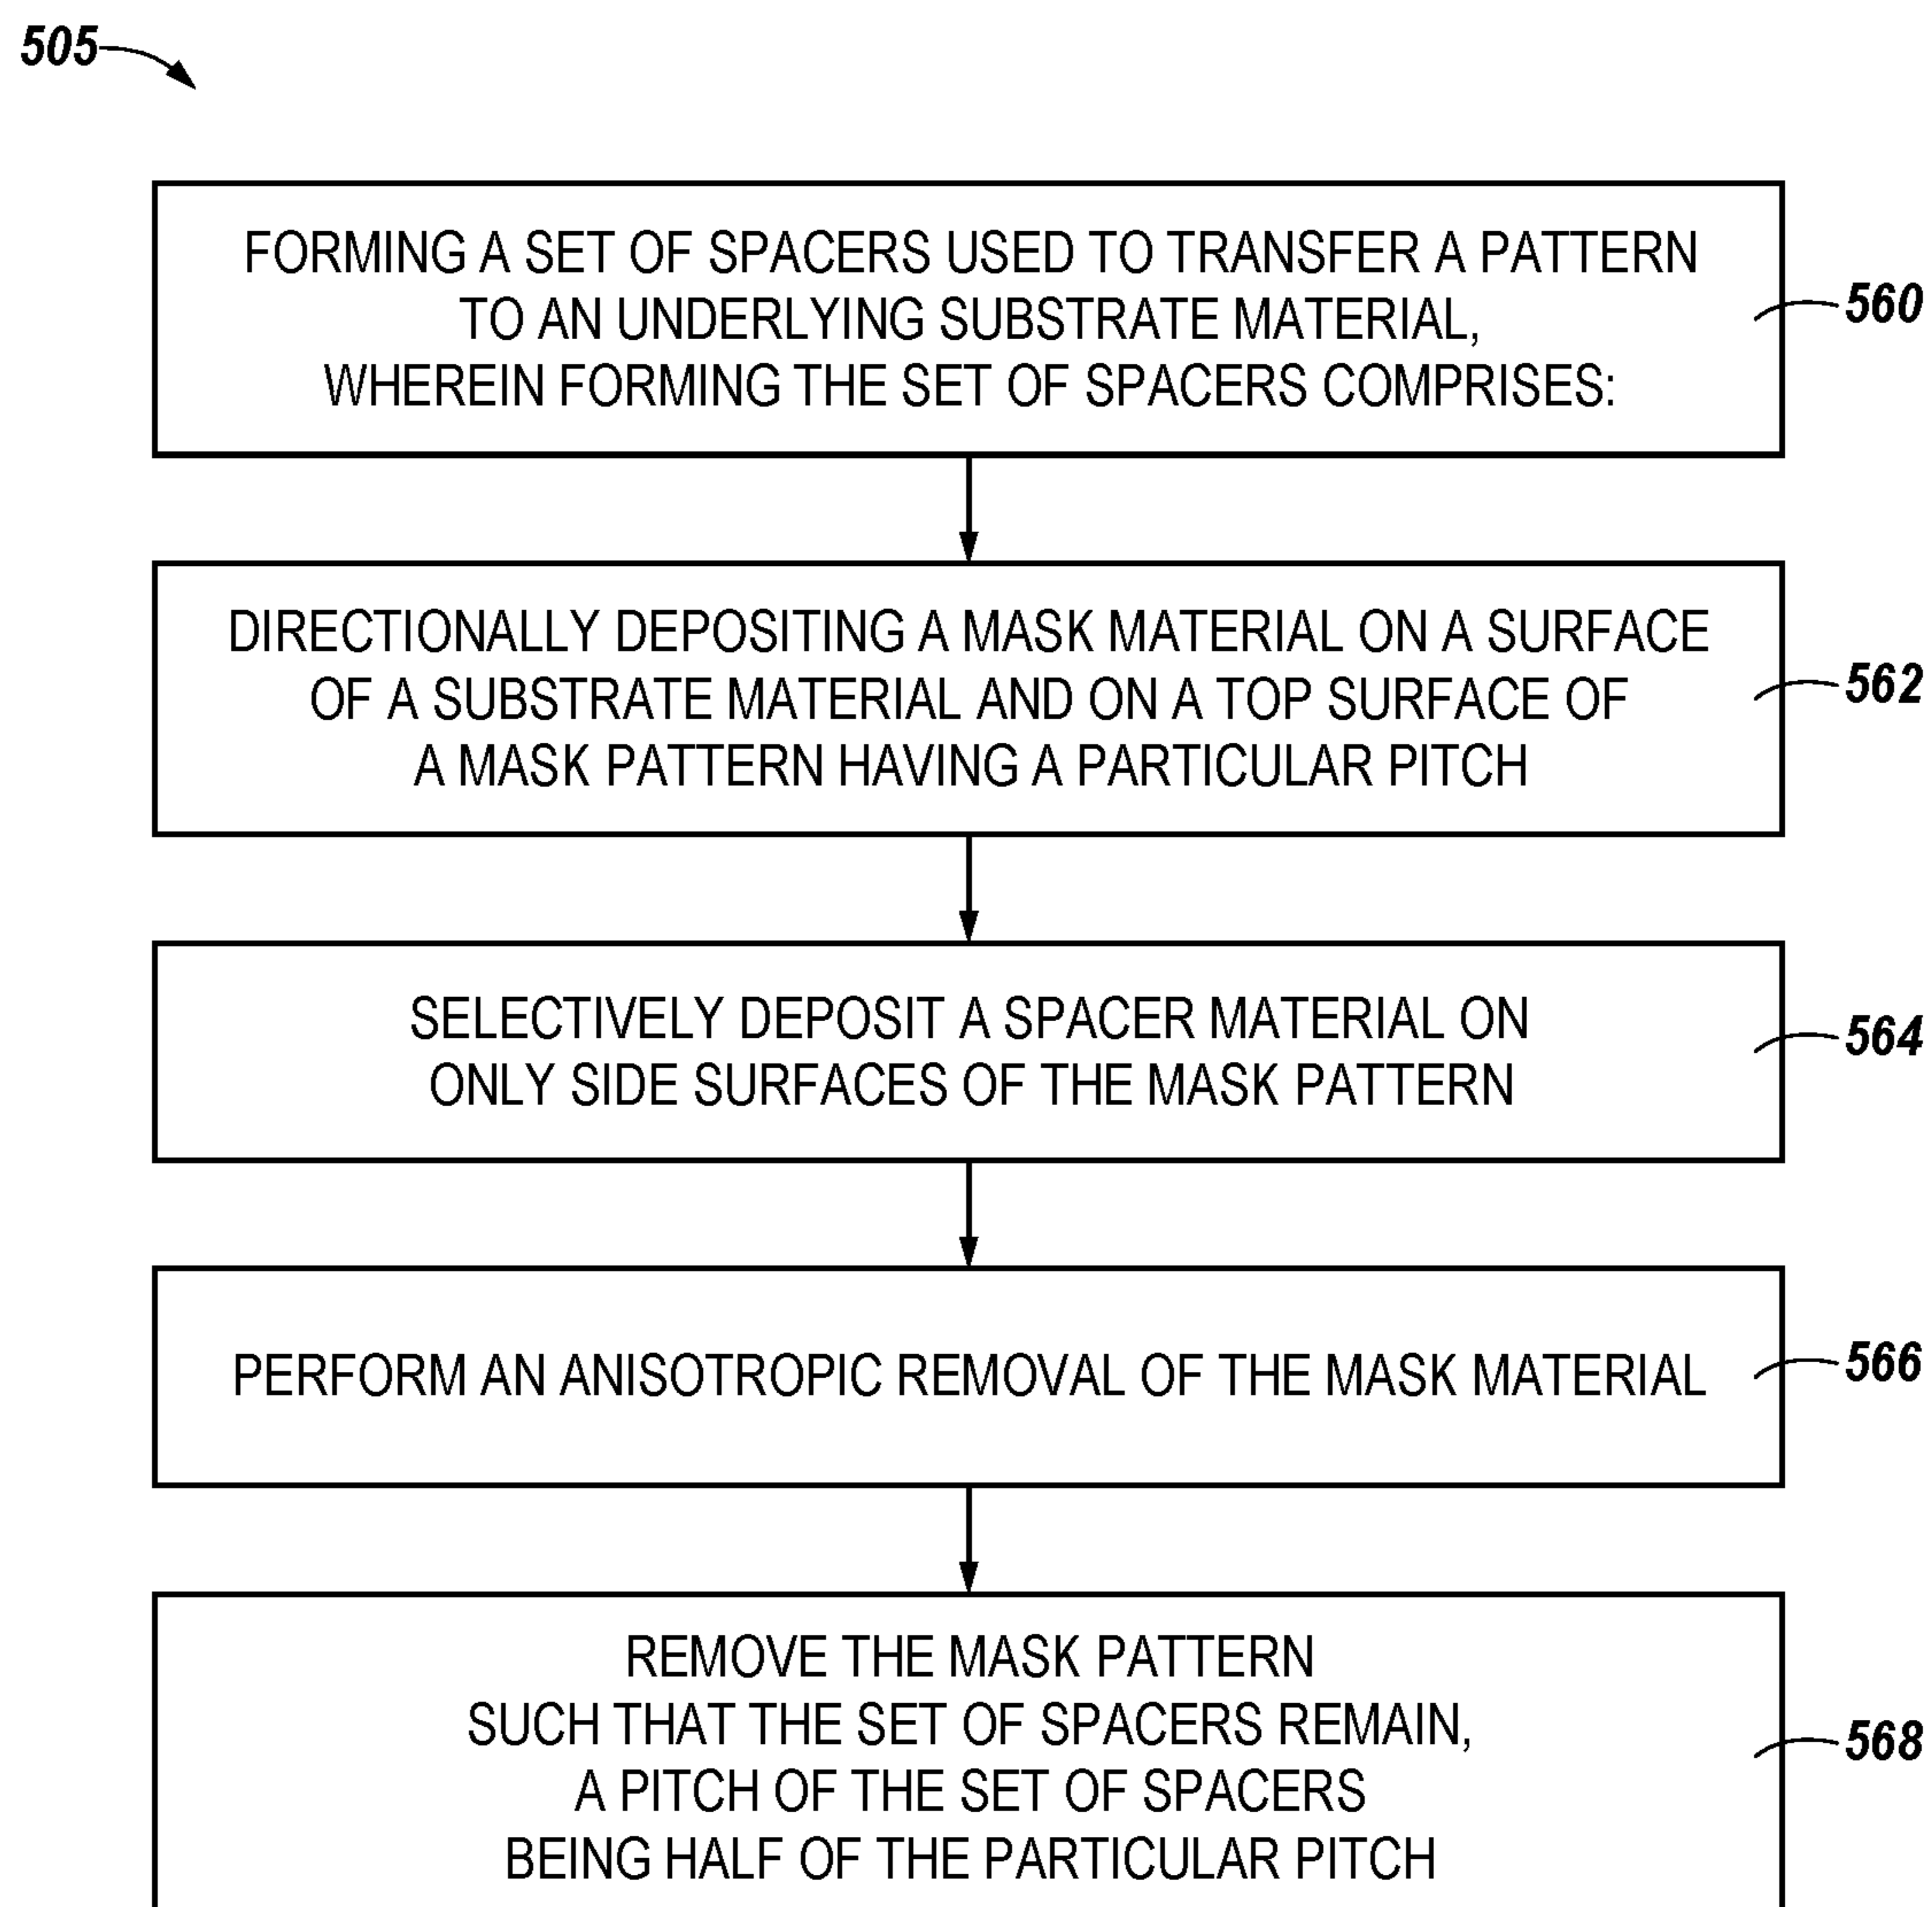 505
FORMING A SET OF SPACERS USED TO TRANSFER A PATTERN
TO AN UNDERLYING SUBSTRATE MATERIAL,
WHEREIN FORMING THE SET OF SPACERS COMPRISES:
560
DIRECTIONALLY DEPOSITING A MASK MATERIAL ON A SURFACE
OF A SUBSTRATE MATERIAL AND ON A TOP SURFACE OF
A MASK PATTERN HAVING A PARTICULAR PITCH
562
SELECTIVELY DEPOSIT A SPACER MATERIAL ON
ONLY SIDE SURFACES OF THE MASK PATTERN
564
PERFORM AN ANISOTROPIC REMOVAL OF THE MASK MATERIAL
566
REMOVE THE MASK PATTERN
SUCH THAT THE SET OF SPACERS REMAIN,
A PITCH OF THE SET OF SPACERS
BEING HALF OF THE PARTICULAR PITCH
568